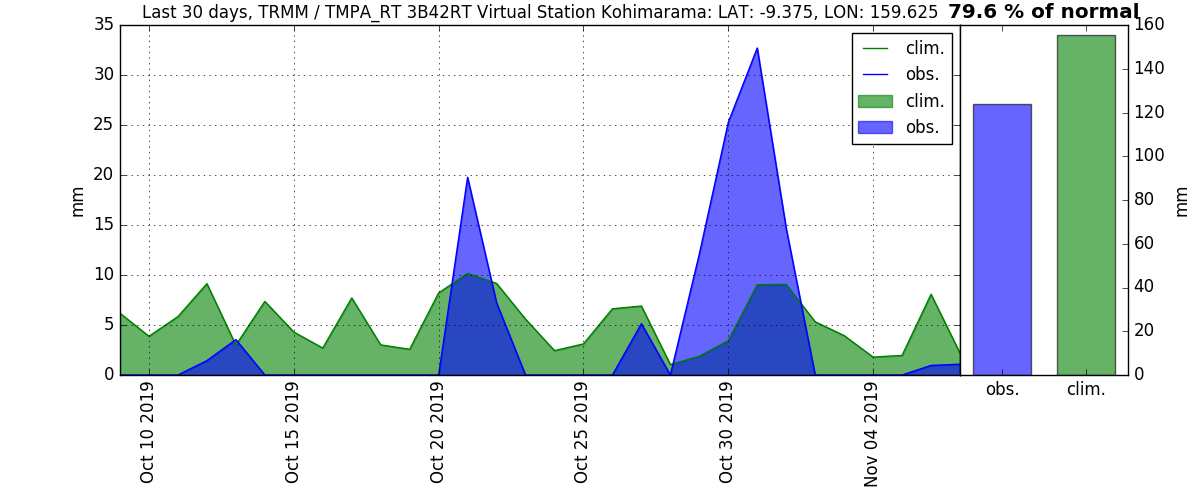 Last 30 days, TRMM / TMPA_RT 3B42RT Virtual Station Kohimarama: LAT: -9.375, LON: 159.625
79.6 % of normal
35
30
25
20
15
10
5
0
mm
clim.
obs.
clim.
obs.
Oct 10 2019
Oct 15 2019
Oct 20 2019
Oct 25 2019
Oct 30 2019
Nov 04 2019
160
140
120
100
80
60
40
20
0
mm
obs.
clim.